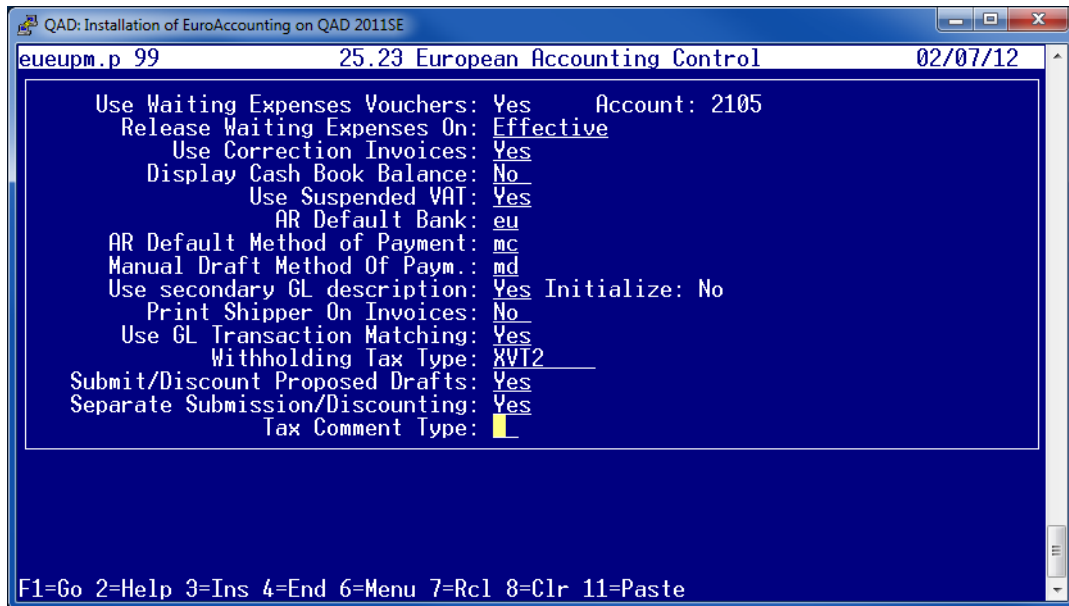 QAD: Installation of EuroAccounting on QAD 2011SE
eueupm.p 99 25.23 European Accounting Control 02/07/12
Use Waiting Expenses Vouchers: Yes Account: 2105
Release Waiting Expenses On: Effective
Use Correction Invoices: Yes
Display Cash Book Balance: No
Use Suspended VAT: Yes
AR Default Bank: eu
AR Default Method of Payment: mc
Manual Draft Method Of Paym.: md
Use secondary GL description: Yes Initialize: No
Print Shipper On Invoices: No
Use GL Transaction Matching: Yes
Withholding Tax Type: XVT2
Submit/Discount Proposed Drafts: Yes
Separate Submission/Discounting: Yes
Tax Comment Type:
F1=Go 2=Help 3=Ins 4=End 6=Menu 7=Rcl 8=Clr 11=Paste